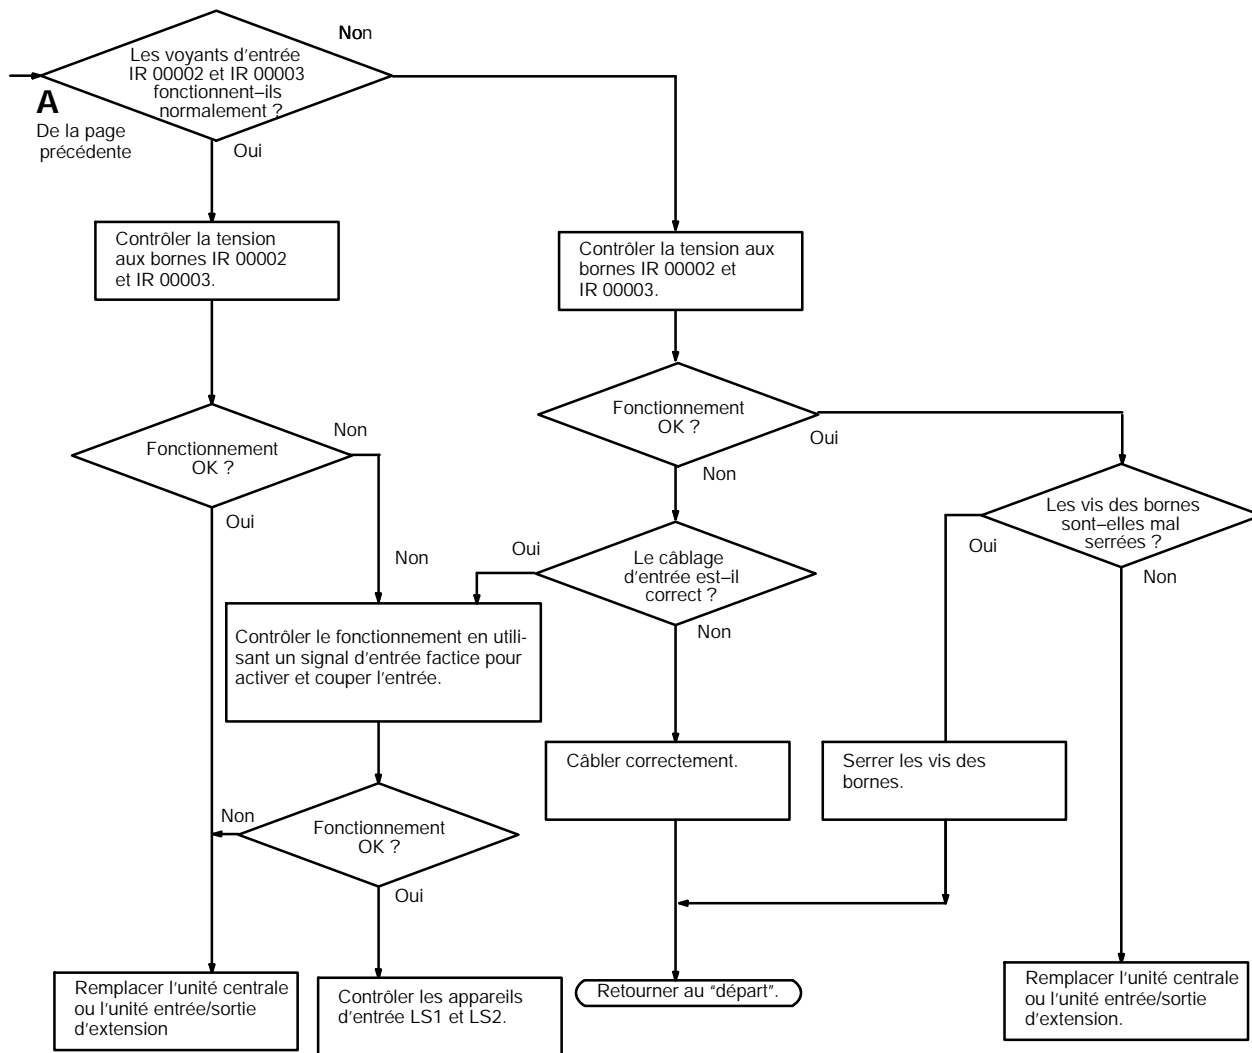 Non
Les voyants d'entrée
IR 00002 et IR 00003
fonctionnent–ils
normalement ?
A
De la page
précédente
Oui
Contrôler la tension
aux bornes IR 00002
et IR 00003.
Contrôler la tension aux
bornes IR 00002 et
IR 00003.
Fonctionnement
OK ?
Non
Oui
Fonctionnement
OK ?
Oui
Non
Les vis des bornes
sont–elles mal
serrées ?
Oui
Non
Non
Oui
Le câblage
d'entrée est–il
correct ?
Non
Contrôler le fonctionnement en utili-
sant un signal d'entrée factice pour
activer et couper l'entrée.
Câbler correctement.
Serrer les vis des
bornes.
Non
Fonctionnement
OK ?
Oui
Remplacer l'unité centrale
ou l'unité entrée/sortie
d'extension
Contrôler les appareils
d'entrée LS1 et LS2.
Retourner au “départ”.
Remplacer l'unité centrale
ou l'unité entrée/sortie
d'extension.